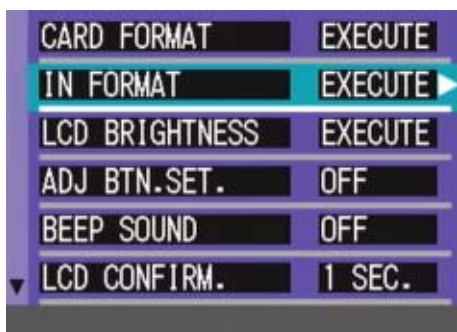 CARD FORMAT EXECUTE
IN FORMAT EXECUTE
LCD BRIGHTNESS EXECUTE
ADJ BTN.SET. OFF
BEEP SOUND OFF
LCD CONFIRM. 1 SEC.